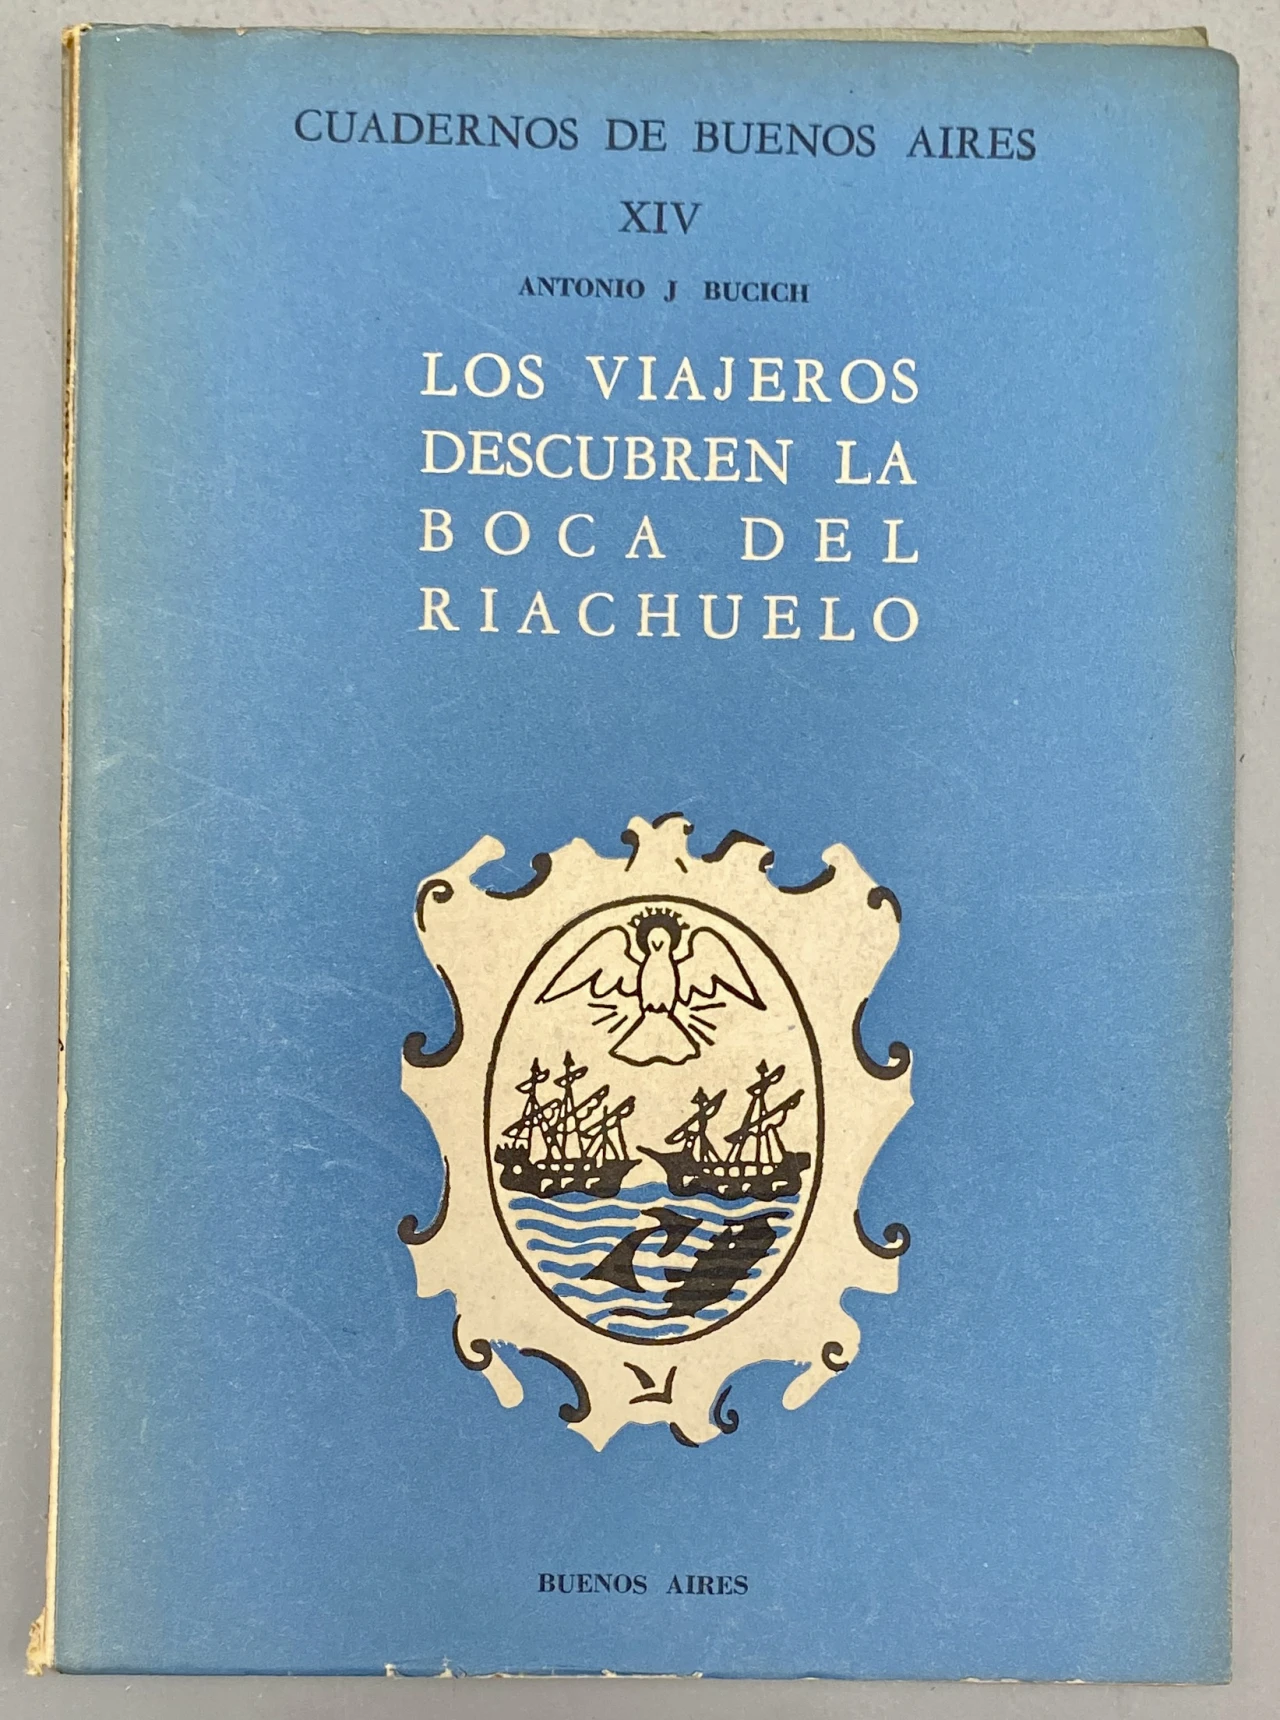 CUADERNOS DE BUENOS AIRES
XIV
ANTONIO J BUCICH
LOS VIAJEROS
DESCUBREN LA
BOCA DEL
RIACHUELO
BUENOS AIRES